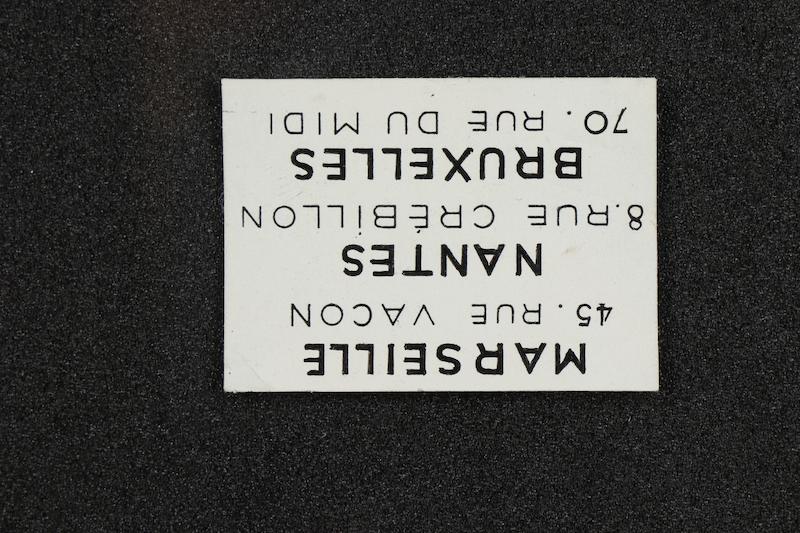 MARSEILLE
45. RUE VACON
NANTES
8. RUE CRÉBILLON
BRUXELLES
70. RUE DU MIDI